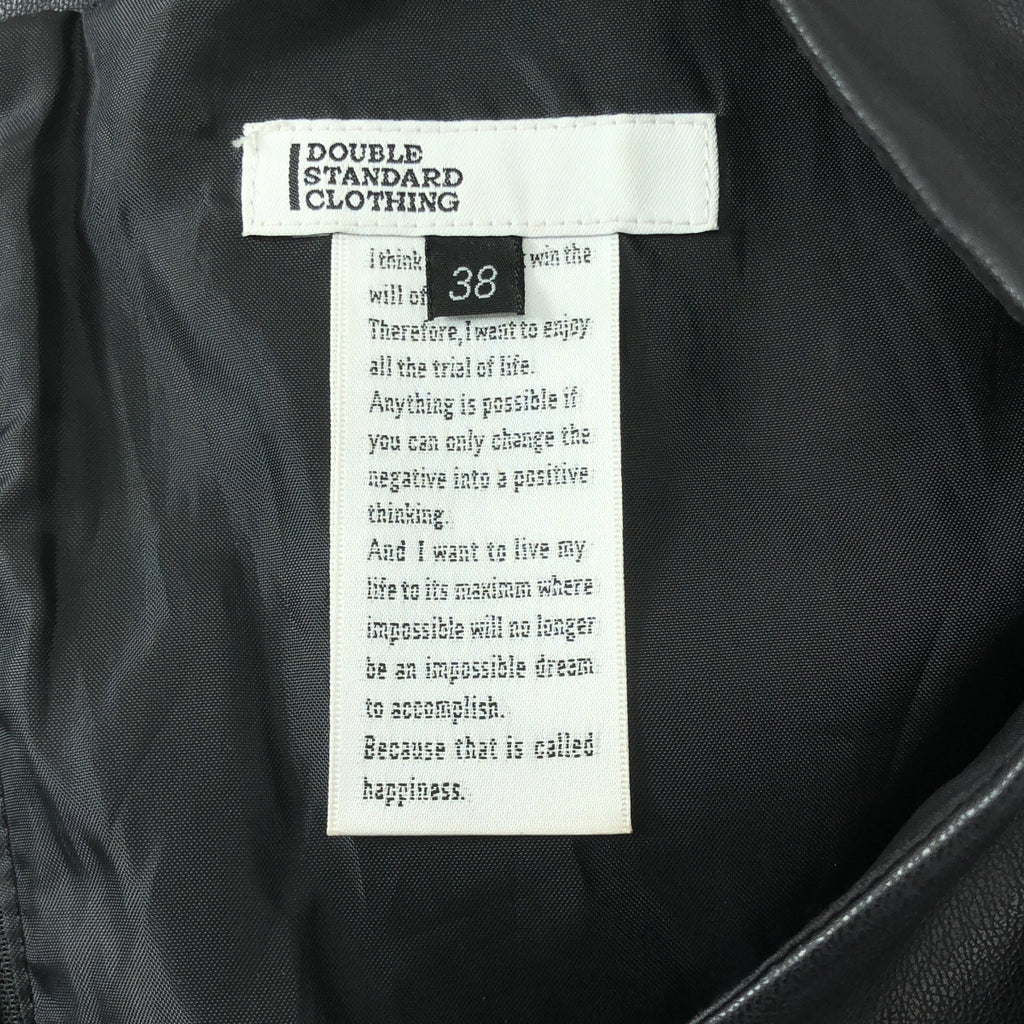 DOUBLE
STANDARD
CLOTHING
38
I think win the
will of
Therefore, I want to enjoy
all the trial of life.
Anything is possible if
you can only change the
negative into a positive
thinking.
And I want to live my
life to its maximm where
impossible will no longer
be an impossible dream
to accomplish.
Because that is called
happiness.